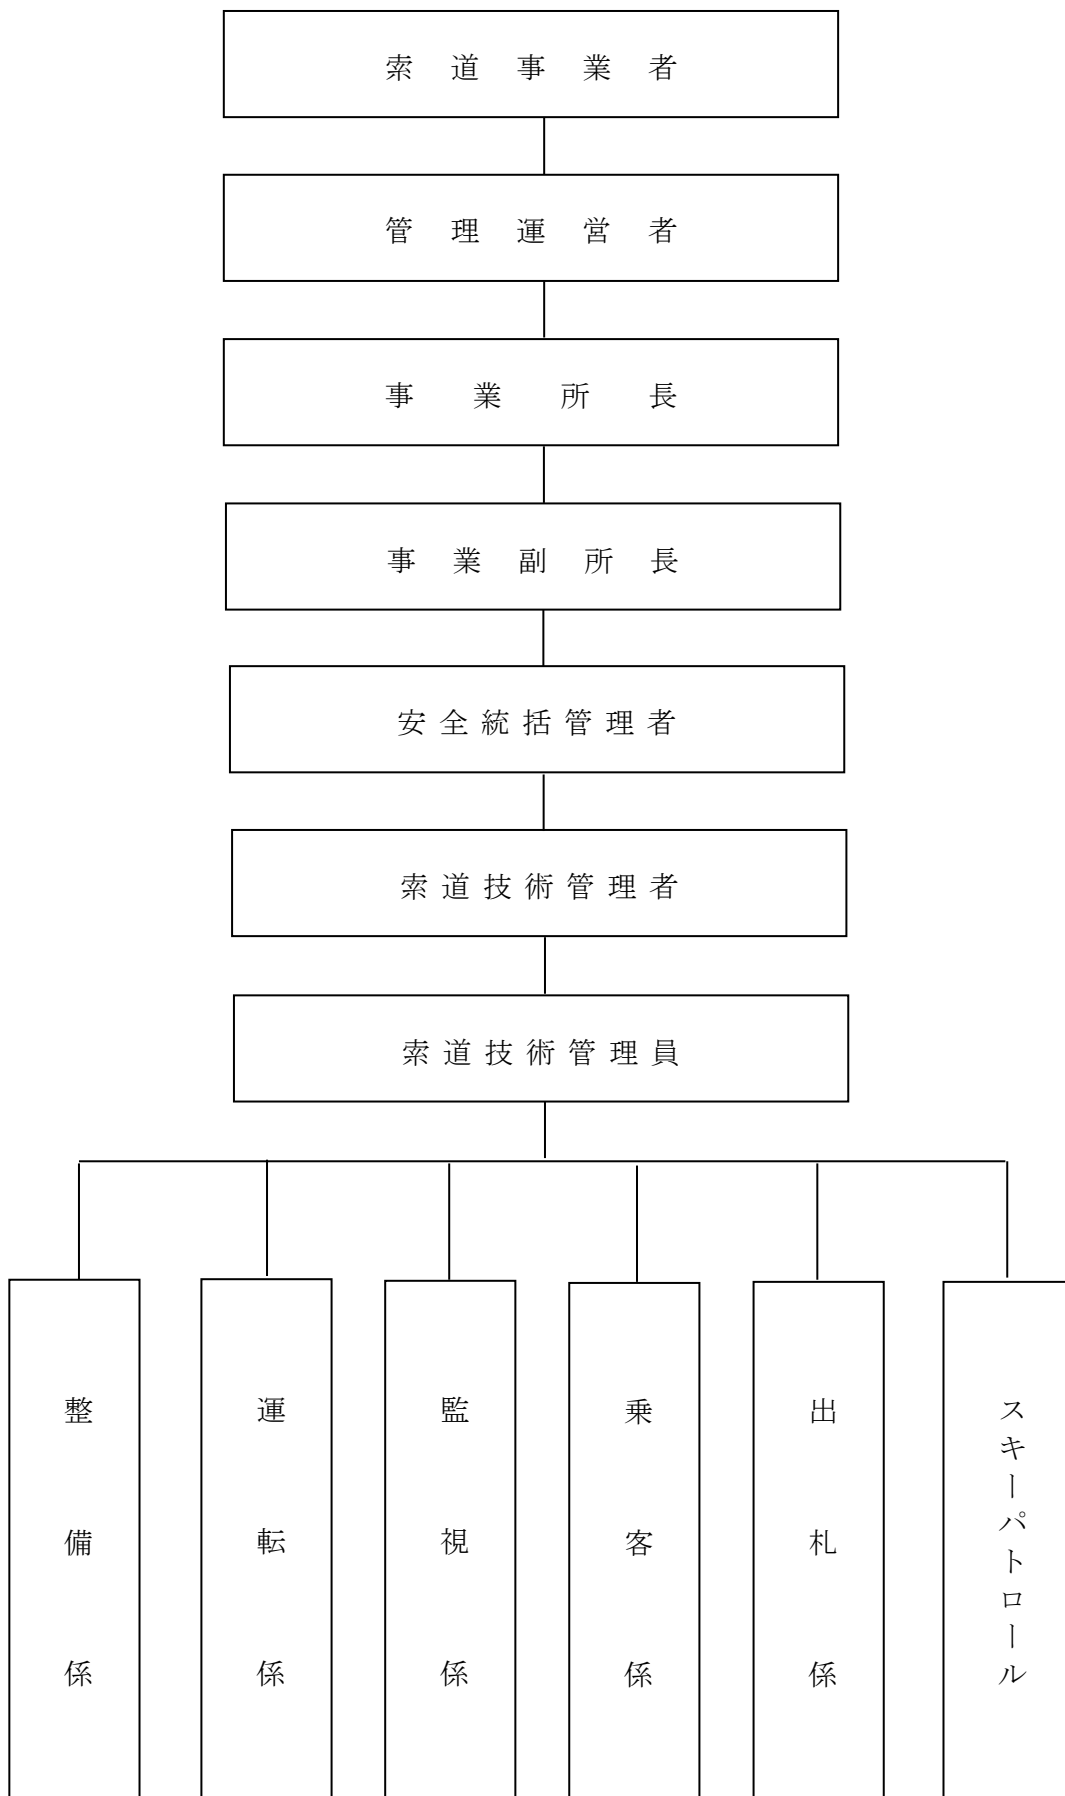 索道事業者
管理運営者
事業所長
事業副所長
安全統括管理者
索道技術管理者
索道技術管理員
整備係
運転係
監視係
乗客係
出札係
スキーパトロール